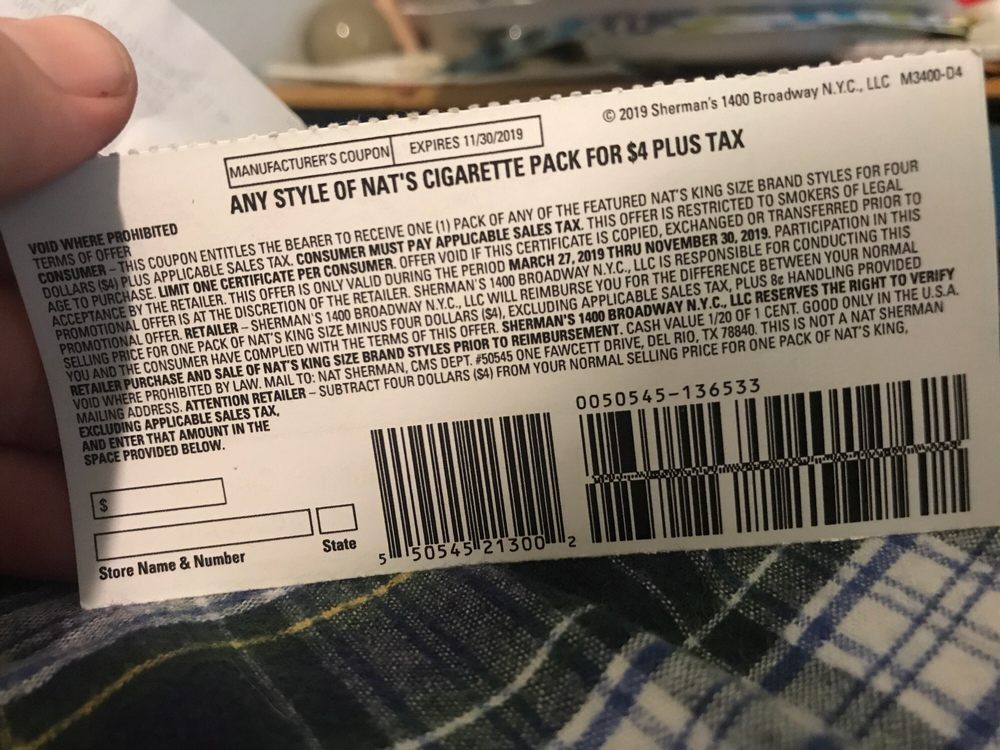 © 2019 Sherman's 1400 Broadway N.Y.C., LLC M3400-D4
MANUFACTURER'S COUPON EXPIRES 11/30/2019
ANY STYLE OF NAT'S CIGARETTE PACK FOR $4 PLUS TAX
VOID WHERE PROHIBITED
TERMS OF OFFER
CONSUMER – THIS COUPON ENTITLES THE BEARER TO RECEIVE ONE (1) PACK OF ANY OF THE FEATURED NAT'S KING SIZE BRAND STYLES FOR FOUR
DOLLARS ($4) PLUS APPLICABLE SALES TAX. CONSUMER MUST PAY APPLICABLE SALES TAX. THIS OFFER IS RESTRICTED TO SMOKERS OF LEGAL
AGE TO PURCHASE. LIMIT ONE CERTIFICATE PER CONSUMER. OFFER VOID IF THIS CERTIFICATE IS COPIED, EXCHANGED OR TRANSFERRED PRIOR TO
ACCEPTANCE BY THE RETAILER. THIS OFFER IS ONLY VALID DURING THE PERIOD MARCH 27, 2019 THRU NOVEMBER 30, 2019. PARTICIPATION IN THIS
PROMOTIONAL OFFER IS AT THE DISCRETION OF THE RETAILER. SHERMAN'S 1400 BROADWAY N.Y.C., LLC IS RESPONSIBLE FOR CONDUCTING THIS
PROMOTIONAL OFFER. RETAILER – SHERMAN'S 1400 BROADWAY N.Y.C., LLC WILL REIMBURSE YOU FOR THE DIFFERENCE BETWEEN YOUR NORMAL
SELLING PRICE FOR ONE PACK OF NAT'S KING SIZE MINUS FOUR DOLLARS ($4), EXCLUDING APPLICABLE SALES TAX, PLUS 8¢ HANDLING PROVIDED
YOU AND THE CONSUMER HAVE COMPLIED WITH THE TERMS OF THIS OFFER. SHERMAN'S 1400 BROADWAY N.Y.C., LLC RESERVES THE RIGHT TO VERIFY
RETAILER PURCHASE AND SALE OF NAT'S KING SIZE BRAND STYLES PRIOR TO REIMBURSEMENT. CASH VALUE 1/20 OF 1 CENT. GOOD ONLY IN THE U.S.A.
VOID WHERE PROHIBITED BY LAW. MAIL TO: NAT SHERMAN, CMS DEPT. #50545 ONE FAWCETT DRIVE, DEL RIO, TX 78840. THIS IS NOT A NAT SHERMAN
MAILING ADDRESS. ATTENTION RETAILER – SUBTRACT FOUR DOLLARS ($4) FROM YOUR NORMAL SELLING PRICE FOR ONE PACK OF NAT'S KING,
EXCLUDING APPLICABLE SALES TAX,
AND ENTER THAT AMOUNT IN THE
SPACE PROVIDED BELOW.
0050545-136533
$
Store Name & Number State
5 50545 21300 2